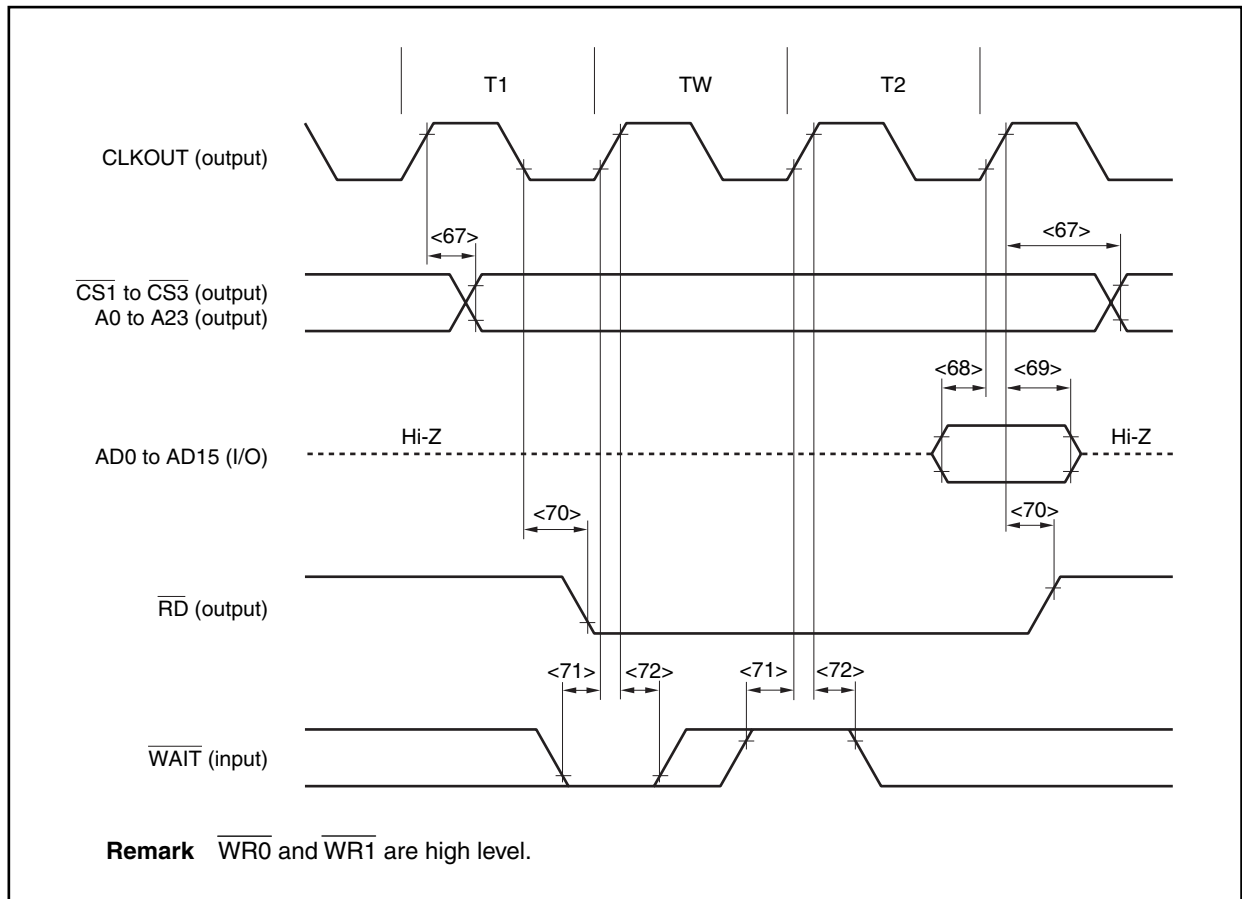 T1 TW T2
CLKOUT (output)
<67> <67>
CS1 to CS3 (output)
A0 to A23 (output)
<68> <69>
Hi-Z Hi-Z
AD0 to AD15 (I/O)
<70> <70>
RD (output)
<71> <72> <71> <72>
WAIT (input)
Remark WR0 and WR1 are high level.